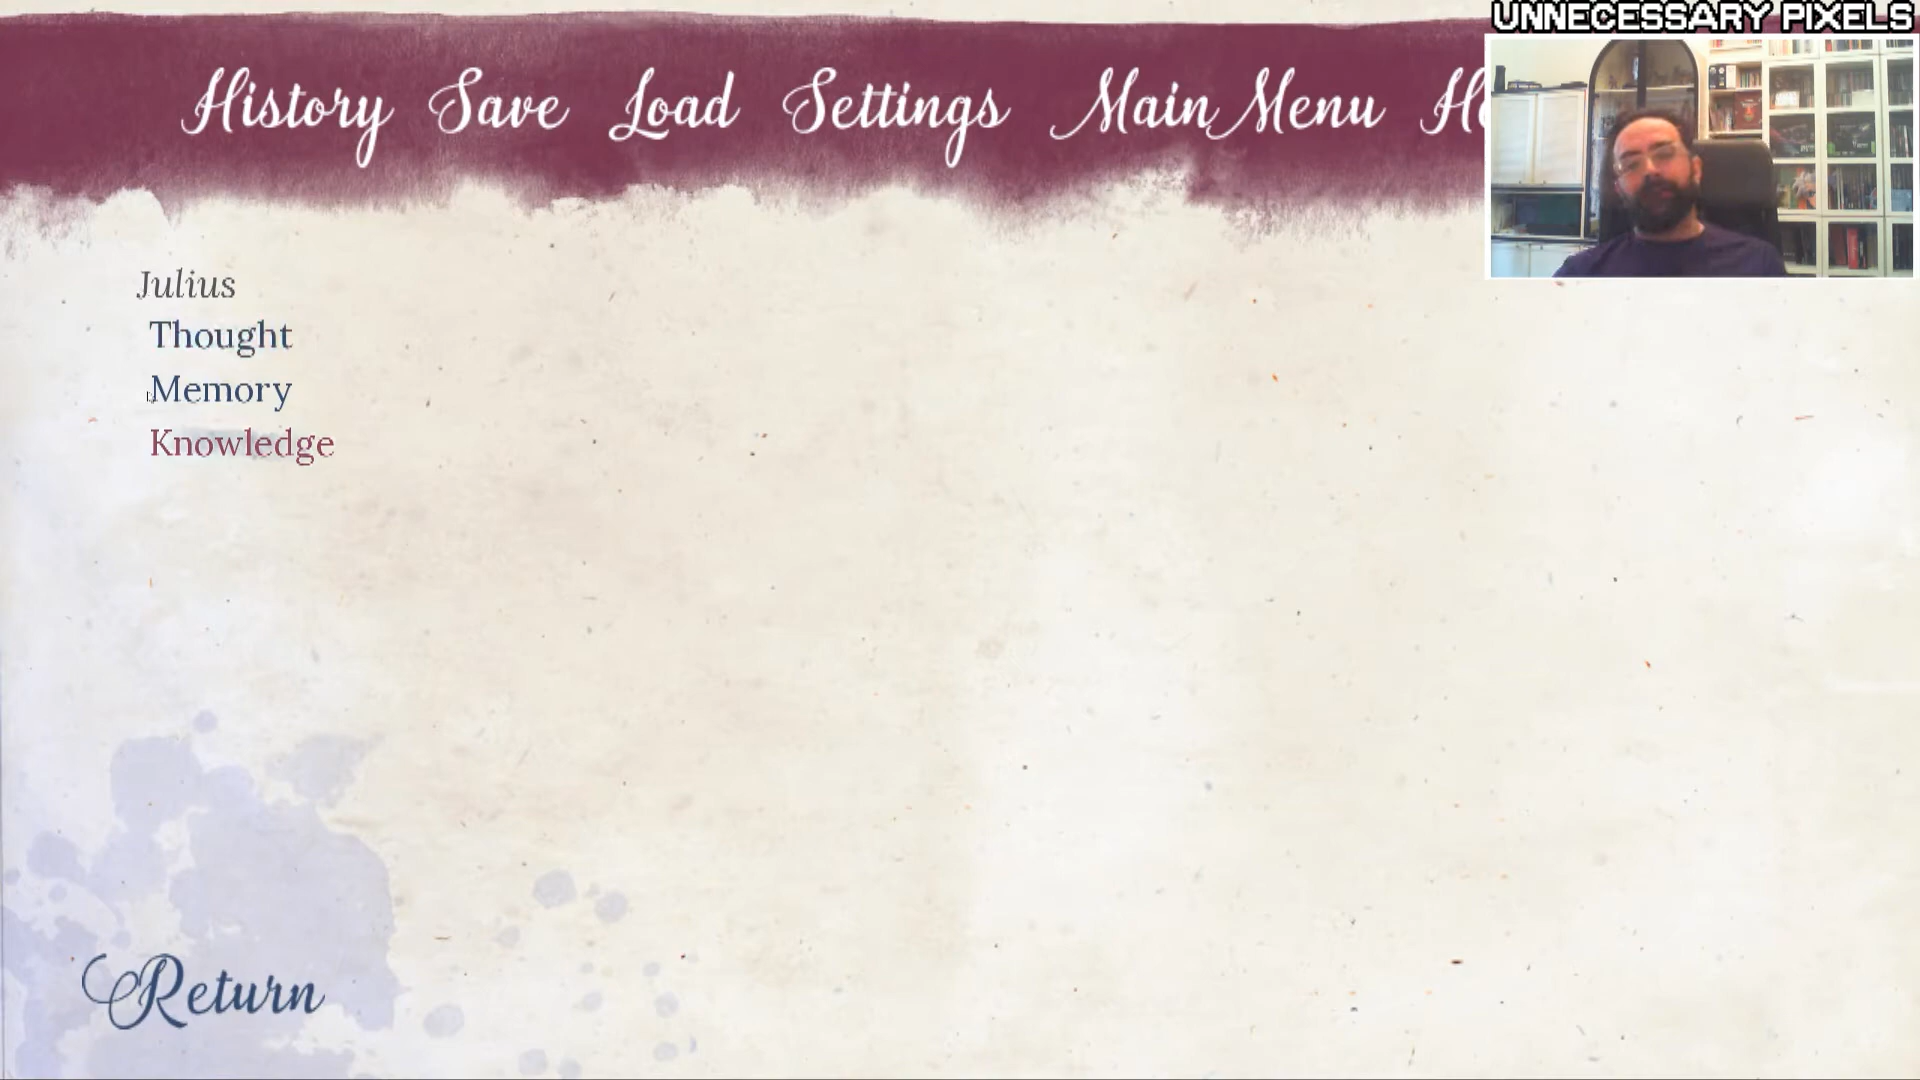 UNNECESSARY PIXELS
History Save Load Settings Main Menu
Julius
Thought
Memory
Knowledge
Return